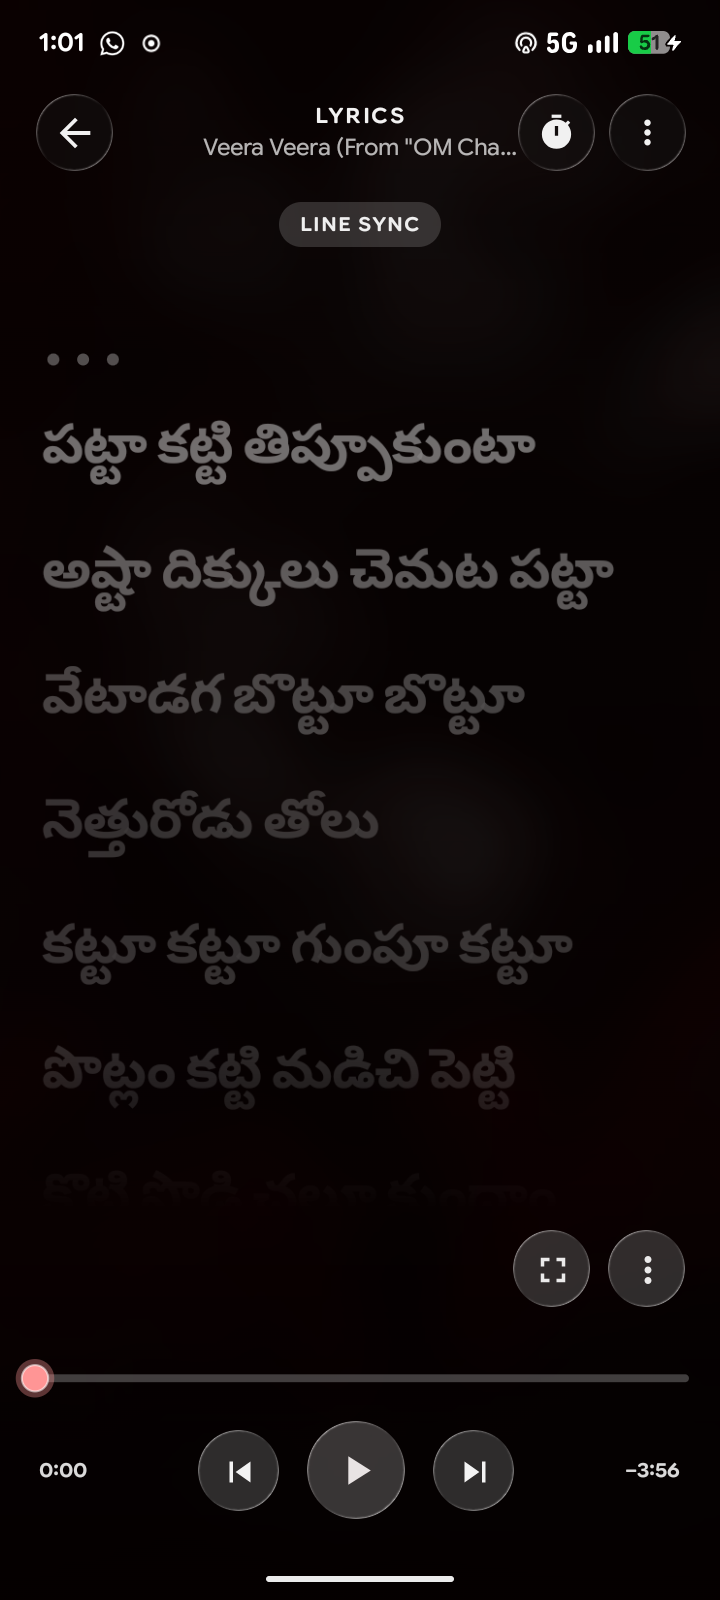 1:01
5G
51
LYRICS
Veera Veera (From "OM Cha...
LINE SYNC
పట్టా కట్టి తిప్పూకుంటా
అష్టా దిక్కులు చెమట పట్టా
వేటాడగ బొట్టూ బొట్టూ
నెత్తురోడు తోలు
కట్టూ కట్టూ గుంపూ కట్టూ
పొట్లం కట్టి మడిచి పెట్టి
0:00
−3:56